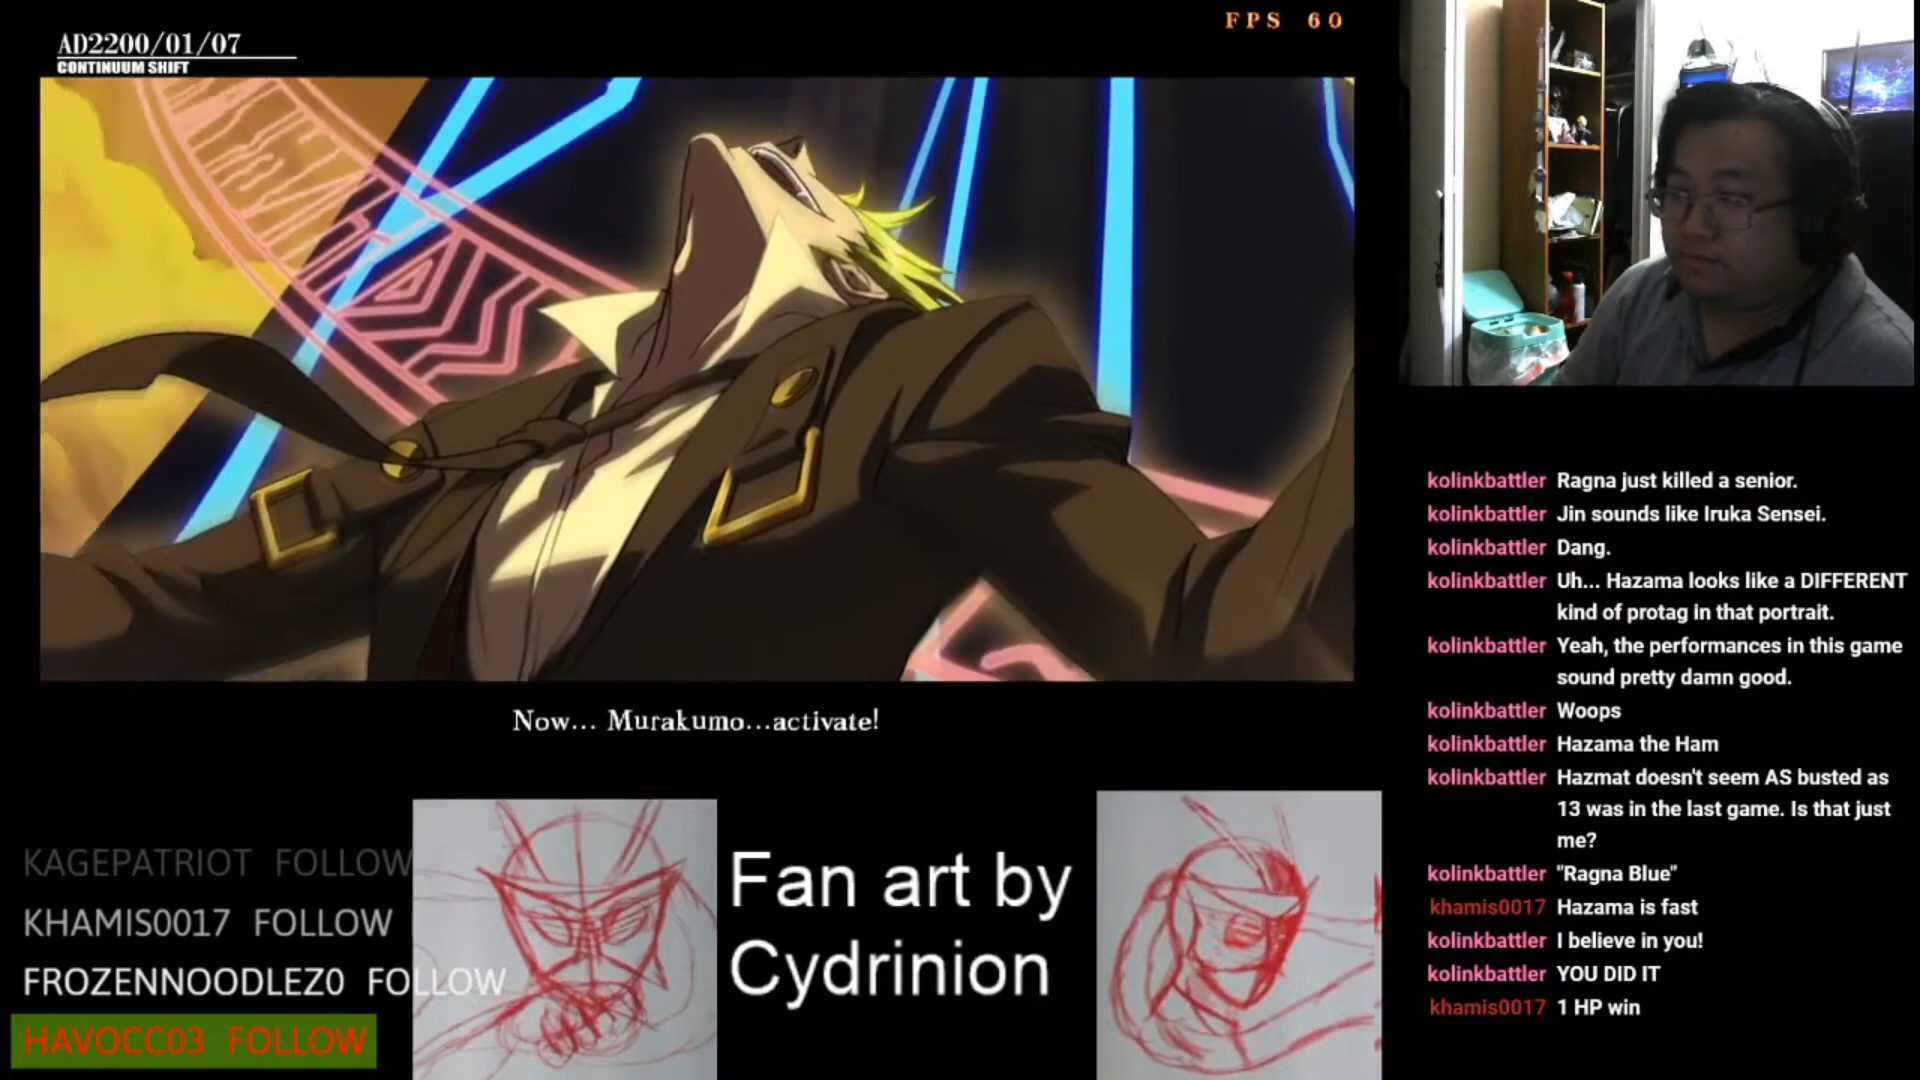 FPS 60
AD2200/01/07
CONTINUUM SHIFT
Now... Murakumo...activate!
kolinkbattler Ragna just killed a senior.
kolinkbattler Jin sounds like Iruka Sensei.
kolinkbattler Dang.
kolinkbattler Uh... Hazama looks like a DIFFERENT
kind of protag in that portrait.
kolinkbattler Yeah, the performances in this game
sound pretty damn good.
kolinkbattler Woops
kolinkbattler Hazama the Ham
kolinkbattler Hazmat doesn't seem AS busted as
13 was in the last game. Is that just
me?
kolinkbattler "Ragna Blue"
khamis0017 Hazama is fast
kolinkbattler I believe in you!
kolinkbattler YOU DID IT
khamis0017 1 HP win
KAGEPATRIOT FOLLOW
KHAMIS0017 FOLLOW
FROZENNOODLEZ0 FOLLOW
HAVOCC03 FOLLOW
Fan art by
Cydrinion